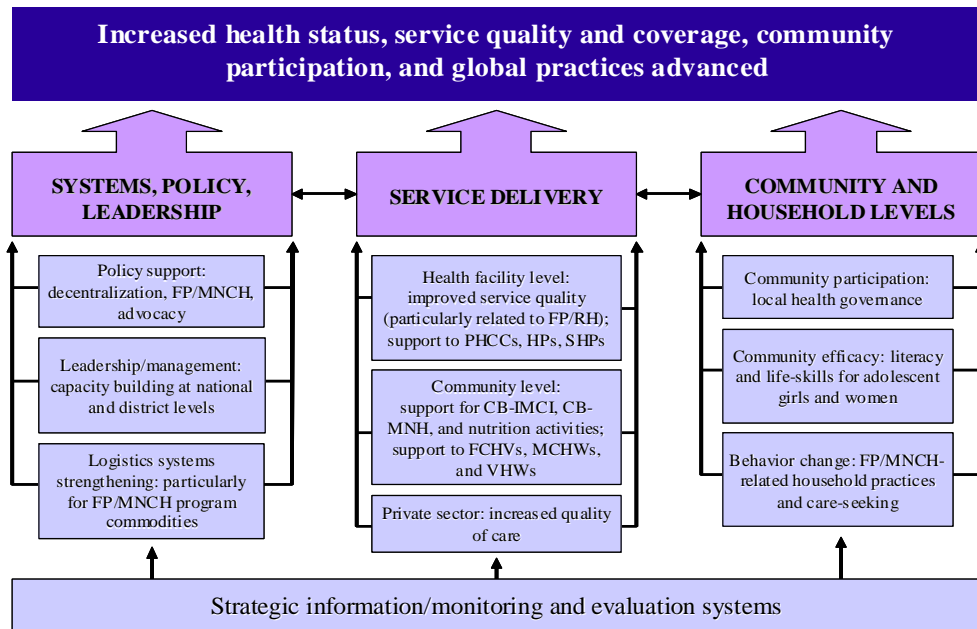 Increased health status, service quality and coverage, community
participation, and global practices advanced
SYSTEMS, POLICY,
LEADERSHIP
Policy support:
decentralization, FP/MNCH,
advocacy
Leadership/management:
capacity building at national
and district levels
Logistics systems
strengthening: particularly
for FP/MNCH program
commodities
SERVICE DELIVERY
Health facility level:
improved service quality
(particularly related to FP/RH);
support to PHCCs, HPs, SHPs
Community level:
support for CB-IMCI, CB-
MNH, and nutrition activities;
support to FCHVs, MCHWs,
and VHWs
Private sector: increased quality
of care
COMMUNITY AND
HOUSEHOLD LEVELS
Community participation:
local health governance
Community efficacy: literacy
and life-skills for adolescent
girls and women
Behavior change: FP/MNCH-
related household practices
and care-seeking
Strategic information/monitoring and evaluation systems